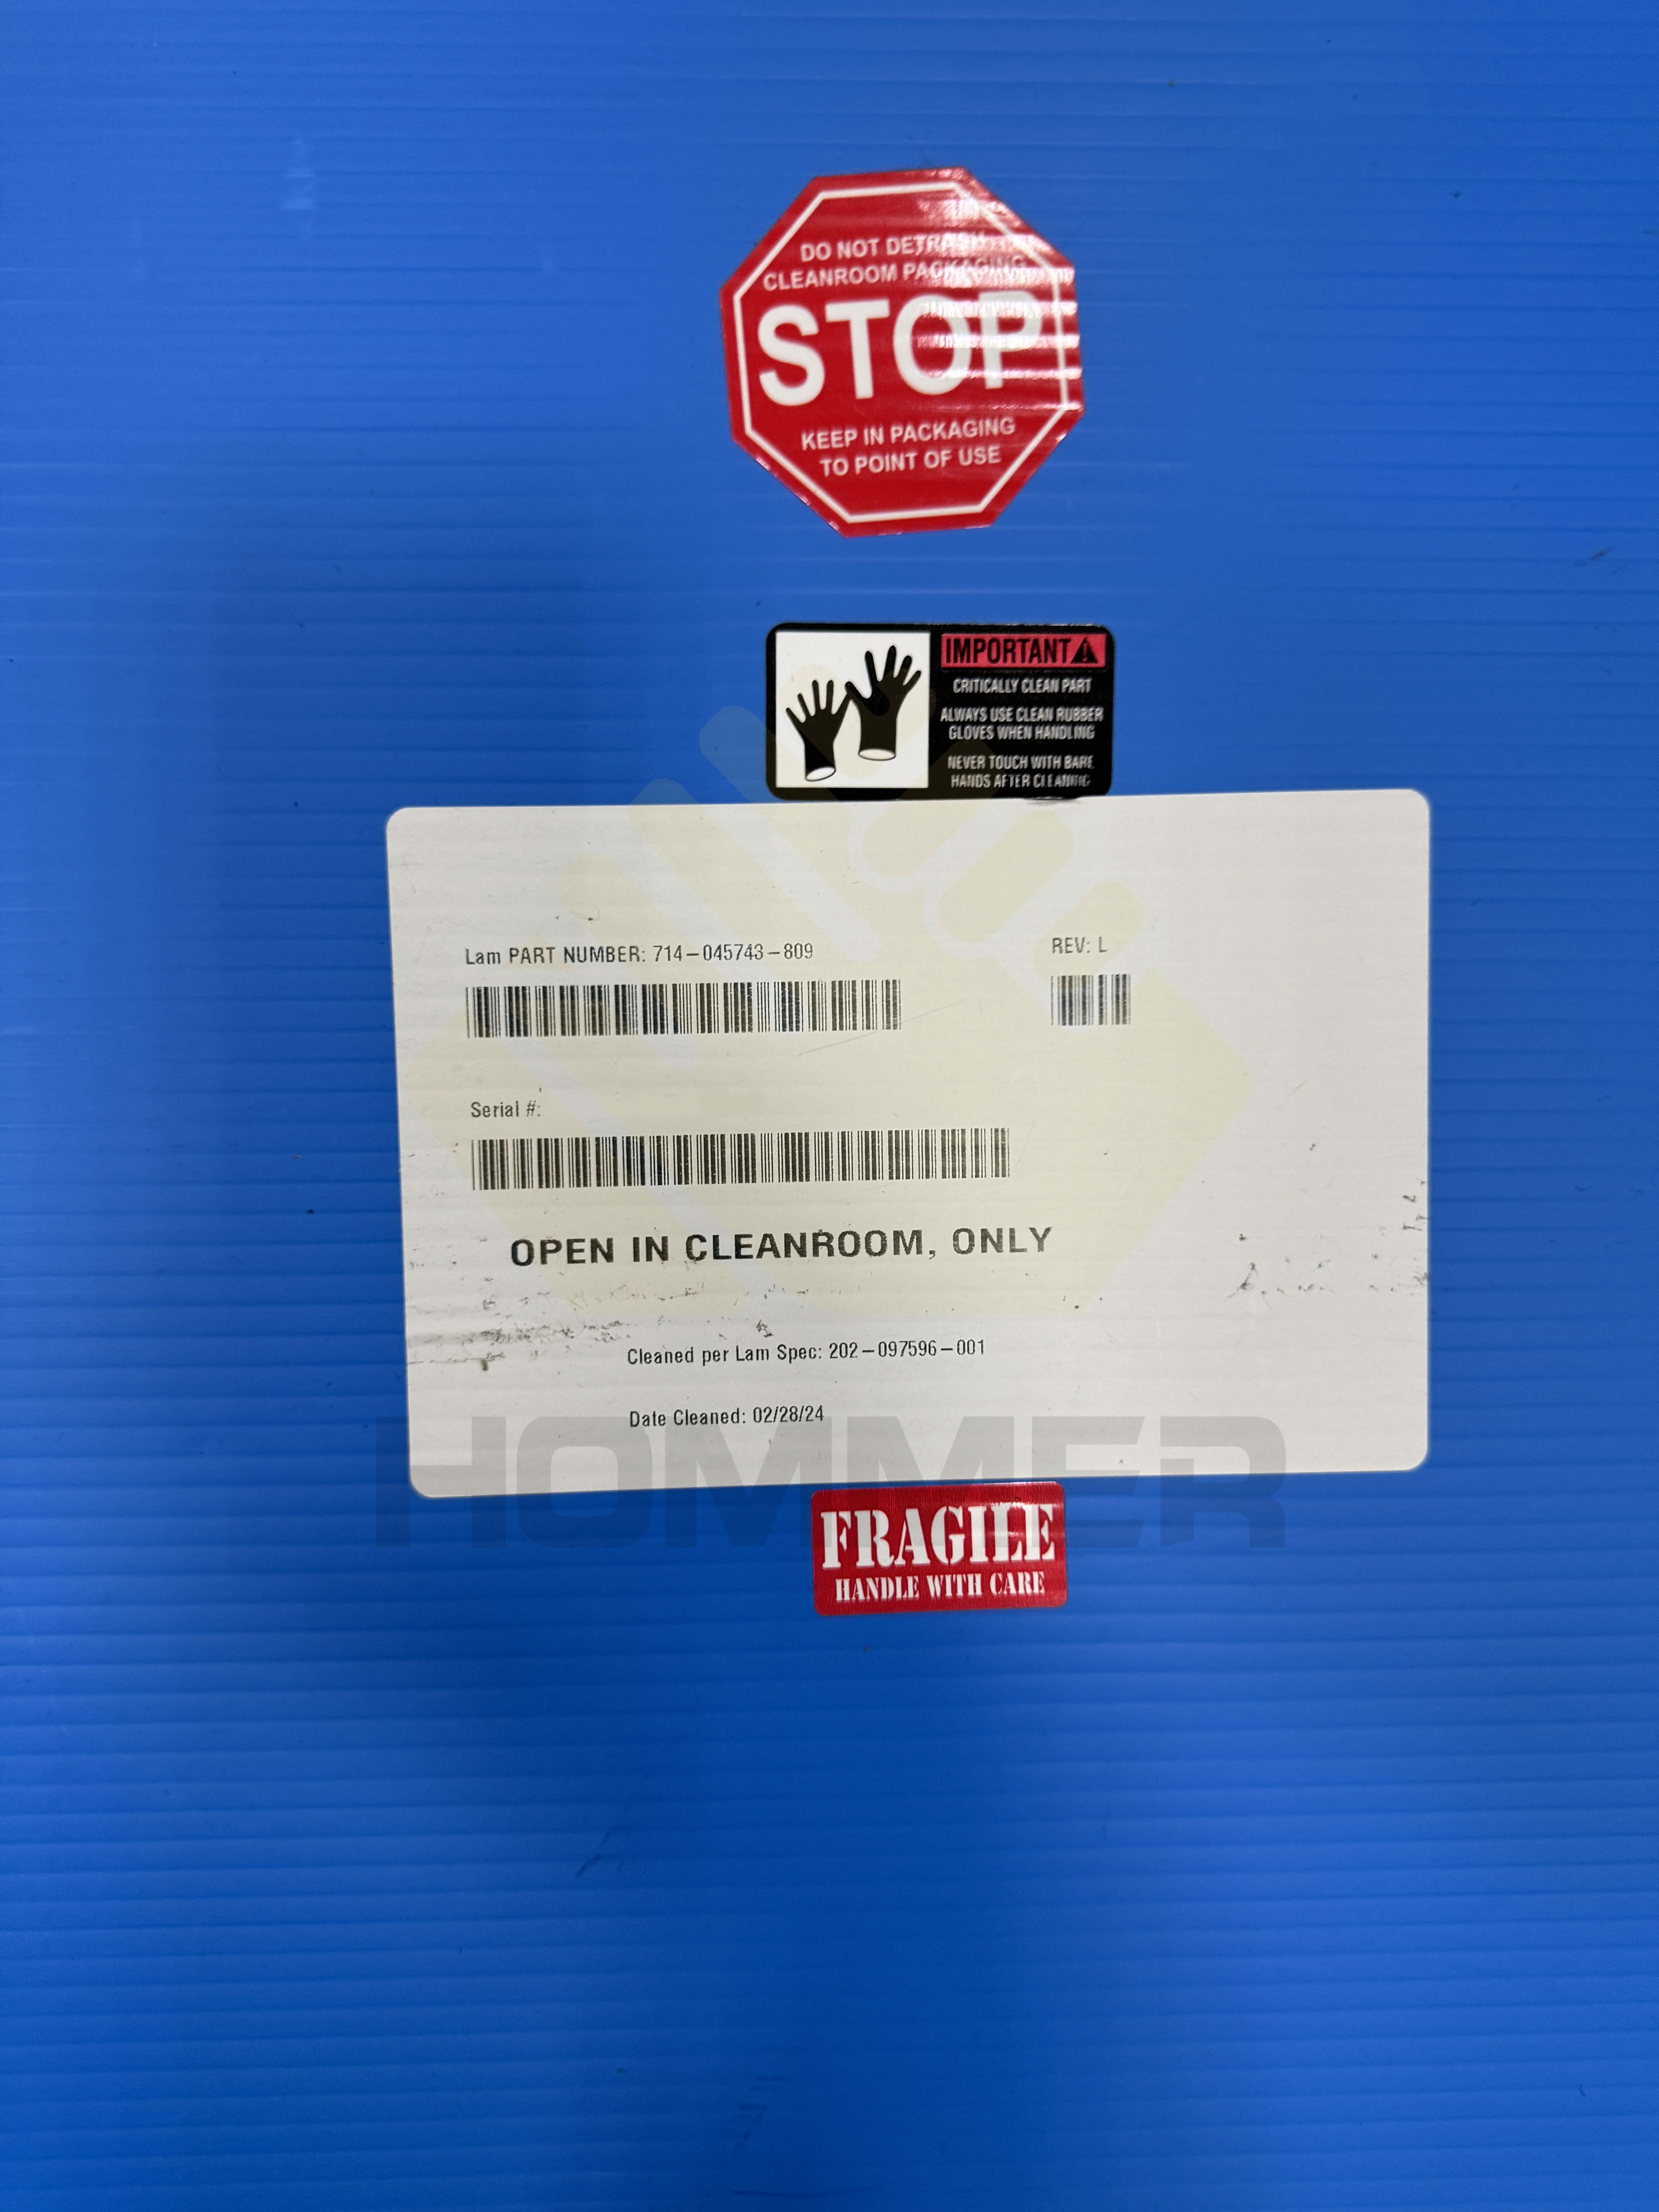 DO NOT DETRASH
CLEANROOM PACKAGING
STOP
KEEP IN PACKAGING
TO POINT OF USE
IMPORTANT
CRITICALLY CLEAN PART
ALWAYS USE CLEAN RUBBER
GLOVES WHEN HANDLING
NEVER TOUCH WITH BARE
HANDS AFTER CLEANING
Lam PART NUMBER: 714-045743-809
REV: L
Serial #:
OPEN IN CLEANROOM, ONLY
Cleaned per Lam Spec: 202-097596-001
Date Cleaned: 02/28/24
HOMMER
FRAGILE
HANDLE WITH CARE